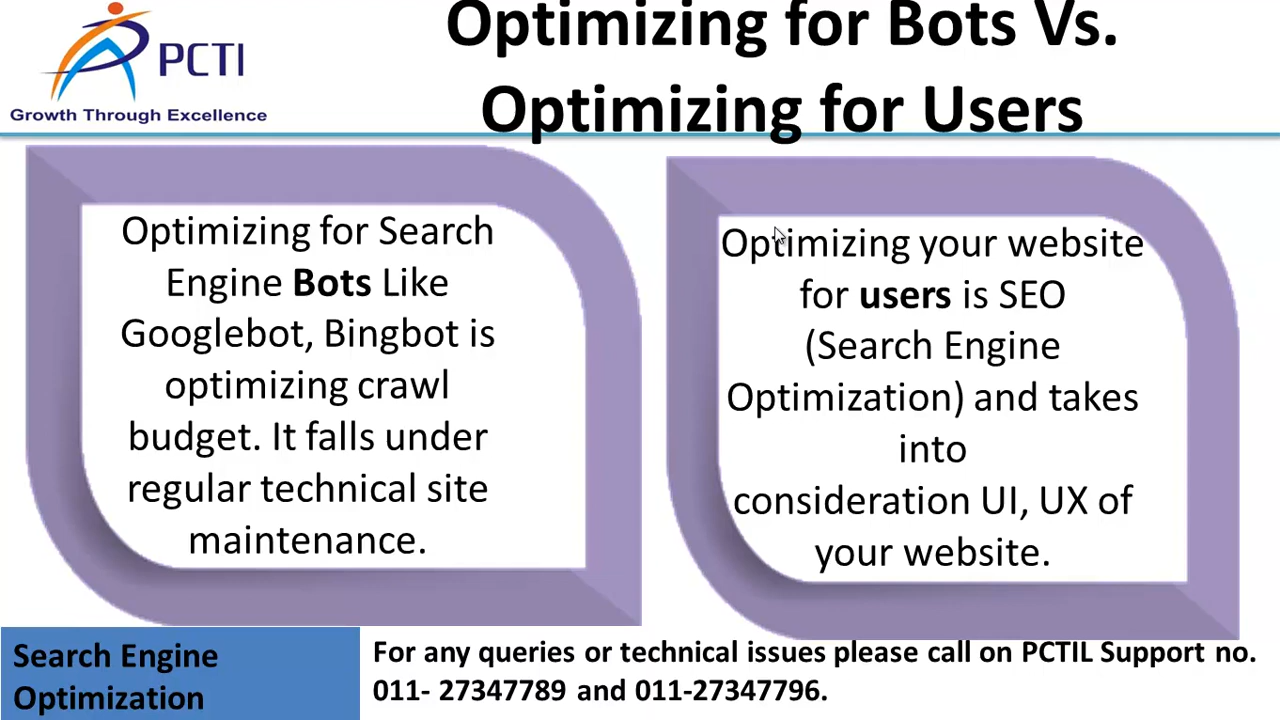 PCTI
Growth Through Excellence
Optimizing for Bots Vs.
Optimizing for Users
Optimizing for Search
Engine Bots Like
Googlebot, Bingbot is
optimizing crawl
budget. It falls under
regular technical site
maintenance.
Optimizing your website
for users is SEO
(Search Engine
Optimization) and takes
into
consideration UI, UX of
your website.
Search Engine
Optimization
For any queries or technical issues please call on PCTIL Support no.
011- 27347789 and 011-27347796.